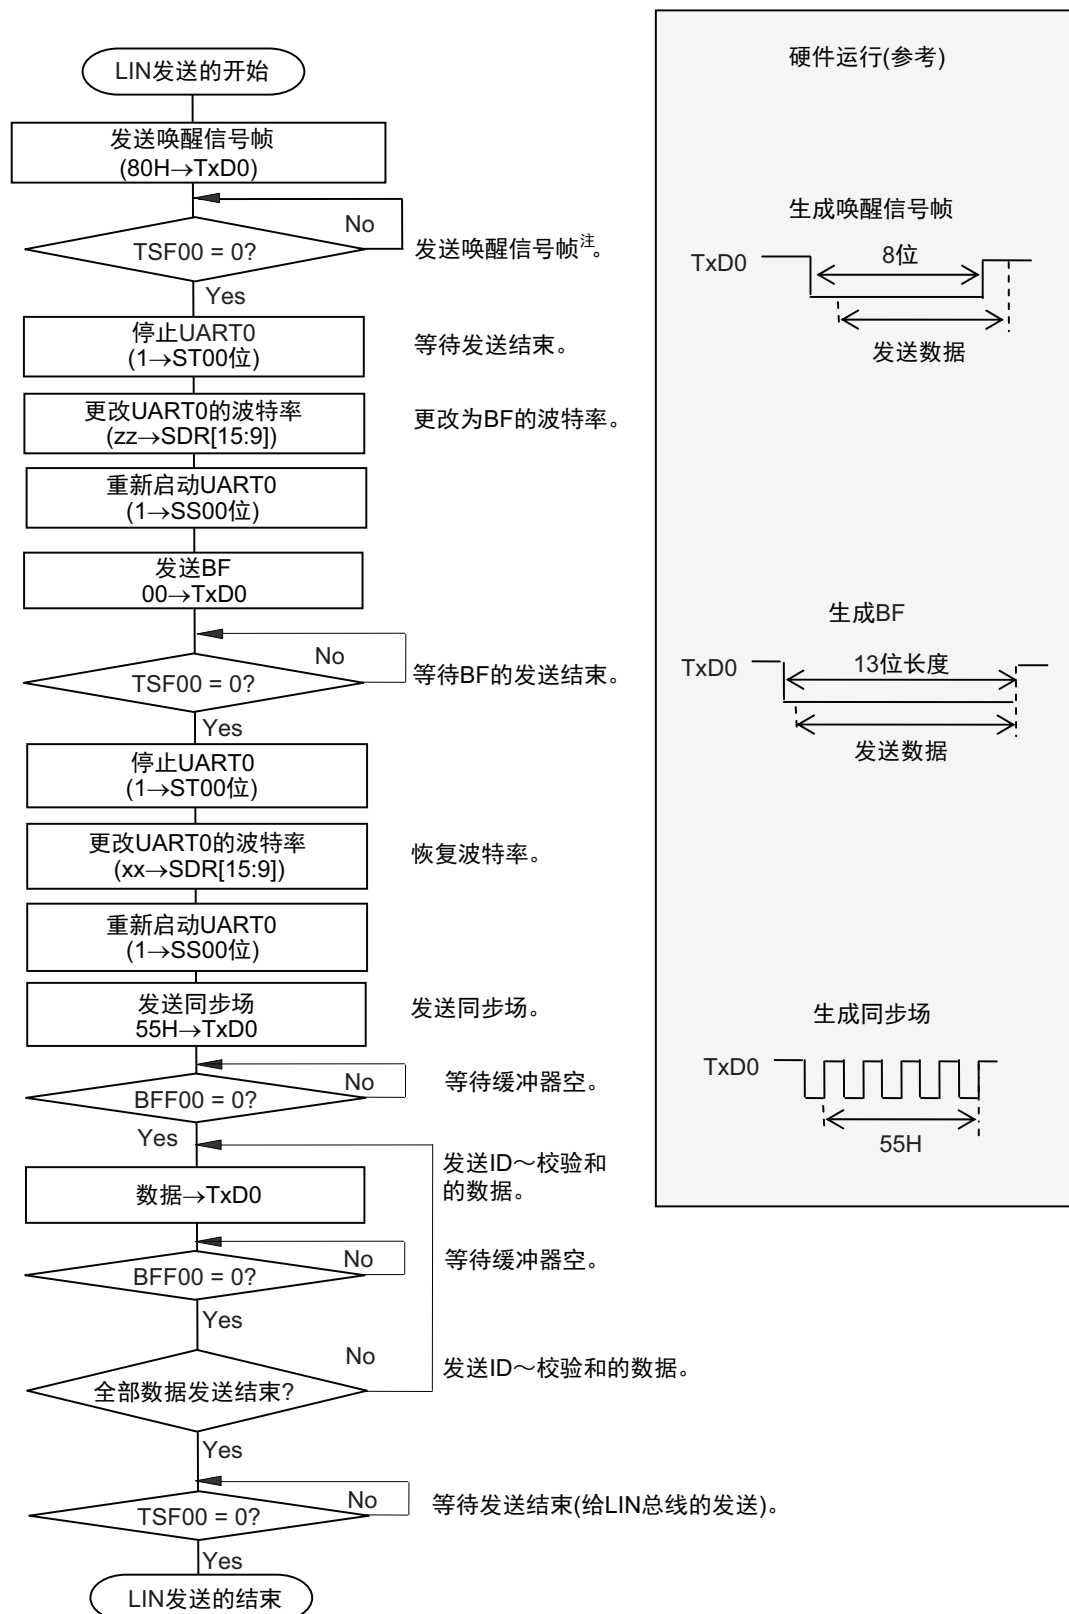 LIN发送的开始
发送唤醒信号帧
(80H→TxD0)
No
TSF00 = 0?
发送唤醒信号帧注。
Yes
停止UART0
(1→ST00位)
等待发送结束。
更改UART0的波特率
(zz→SDR[15:9])
更改为BF的波特率。
重新启动UART0
(1→SS00位)
发送BF
00→TxD0
No
TSF00 = 0?
等待BF的发送结束。
Yes
停止UART0
(1→ST00位)
更改UART0的波特率
(xx→SDR[15:9])
恢复波特率。
重新启动UART0
(1→SS00位)
发送同步场
55H→TxD0
发送同步场。
No
BFF00 = 0?
等待缓冲器空。
Yes
发送ID～校验和
的数据。
数据→TxD0
No
BFF00 = 0?
等待缓冲器空。
Yes
No
全部数据发送结束?
发送ID～校验和的数据。
Yes
No
TSF00 = 0?
等待发送结束(给LIN总线的发送)。
Yes
LIN发送的结束
硬件运行(参考)
生成唤醒信号帧
TxD0
8位
发送数据
生成BF
TxD0
13位长度
发送数据
生成同步场
TxD0
55H